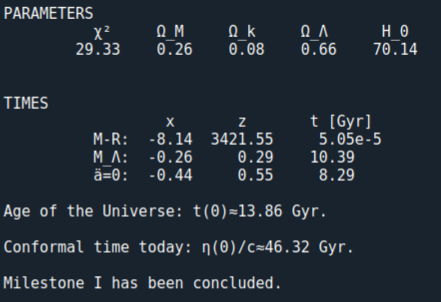 PARAMETERS
χ² Ω_M Ω_k Ω_Λ H_0
29.33 0.26 0.08 0.66 70.14
TIMES
x z t [Gyr]
M-R: -8.14 3421.55 5.05e-5
M_Λ: -0.26 0.29 10.39
ä=0: -0.44 0.55 8.29
Age of the Universe: t(0)≈13.86 Gyr.
Conformal time today: η(0)/c≈46.32 Gyr.
Milestone I has been concluded.